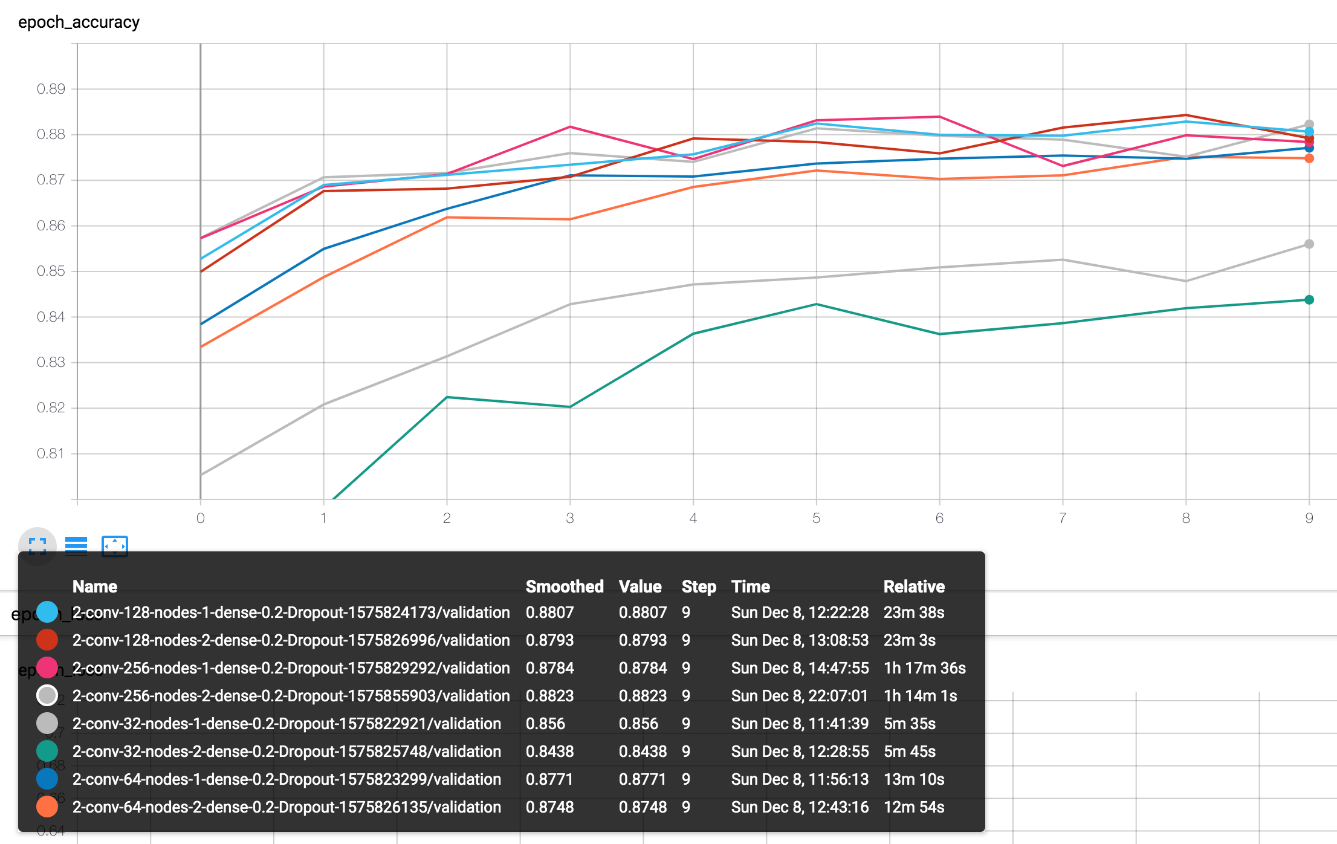 epoch_accuracy
0.89
0.88
0.87
0.86
0.85
0.84
0.83
0.82
0.81
0 1 2 3 4 5 6 7 8 9
Name Smoothed Value Step Time Relative
2-conv-128-nodes-1-dense-0.2-Dropout-1575824173/validation 0.8807 0.8807 9 Sun Dec 8, 12:22:28 23m 38s
2-conv-128-nodes-2-dense-0.2-Dropout-1575826996/validation 0.8793 0.8793 9 Sun Dec 8, 13:08:53 23m 3s
2-conv-256-nodes-1-dense-0.2-Dropout-1575829292/validation 0.8784 0.8784 9 Sun Dec 8, 14:47:55 1h 17m 36s
2-conv-256-nodes-2-dense-0.2-Dropout-1575855903/validation 0.8823 0.8823 9 Sun Dec 8, 22:07:01 1h 14m 1s
2-conv-32-nodes-1-dense-0.2-Dropout-1575822921/validation 0.856 0.856 9 Sun Dec 8, 11:41:39 5m 35s
2-conv-32-nodes-2-dense-0.2-Dropout-1575825748/validation 0.8438 0.8438 9 Sun Dec 8, 12:28:55 5m 45s
2-conv-64-nodes-1-dense-0.2-Dropout-1575823299/validation 0.8771 0.8771 9 Sun Dec 8, 11:56:13 13m 10s
2-conv-64-nodes-2-dense-0.2-Dropout-1575826135/validation 0.8748 0.8748 9 Sun Dec 8, 12:43:16 12m 54s
0.64